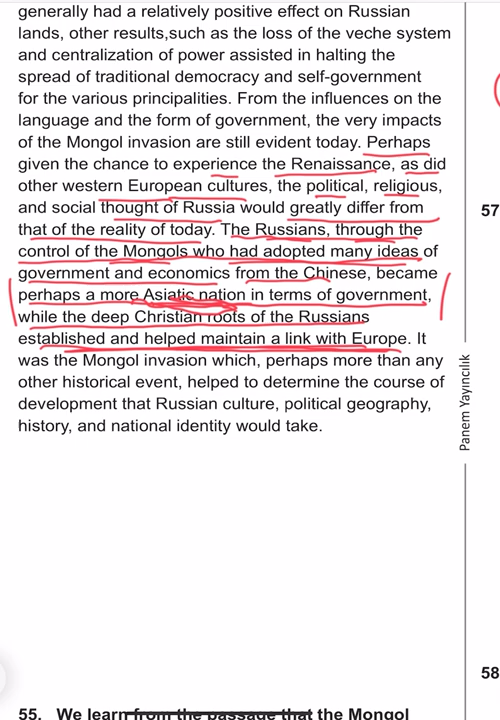 generally had a relatively positive effect on Russian
lands, other results,such as the loss of the veche system
and centralization of power assisted in halting the
spread of traditional democracy and self-government
for the various principalities. From the influences on the
language and the form of government, the very impacts
of the Mongol invasion are still evident today. Perhaps
given the chance to experience the Renaissance, as did
other western European cultures, the political, religious,
and social thought of Russia would greatly differ from
that of the reality of today. The Russians, through the
control of the Mongols who had adopted many ideas of
government and economics from the Chinese, became
perhaps a more Asiatic nation in terms of government,
while the deep Christian roots of the Russians
established and helped maintain a link with Europe. It
was the Mongol invasion which, perhaps more than any
other historical event, helped to determine the course of
development that Russian culture, political geography,
history, and national identity would take.
55. We learn from the passage that the Mongol
Panem Yayıncılık
57
58